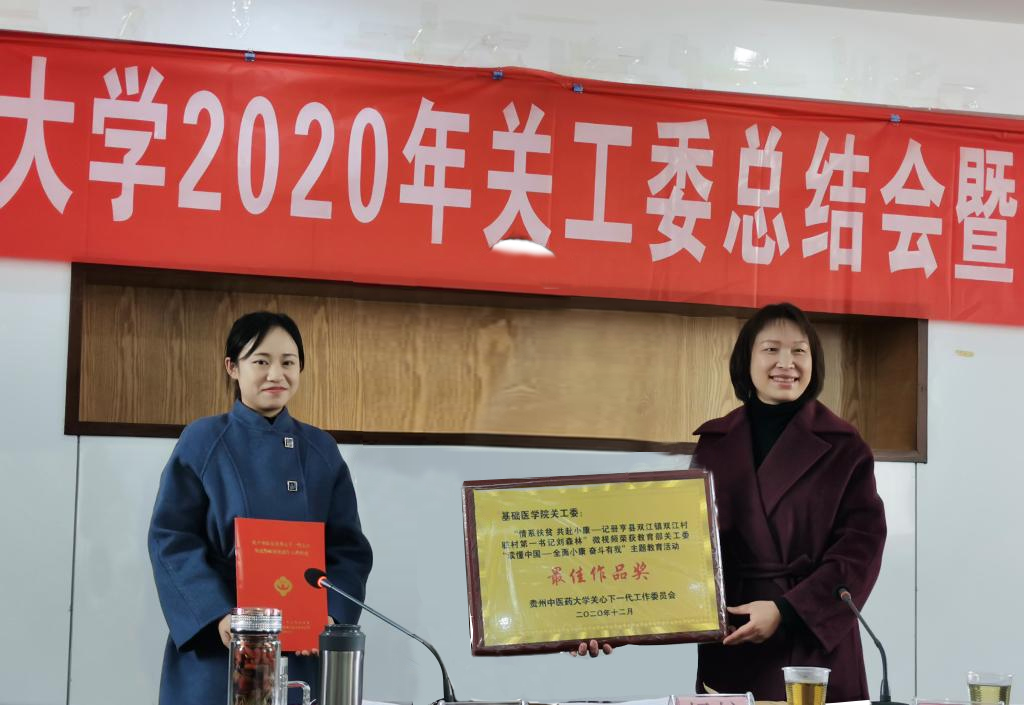 大学2020年关工委总结会暨
基础医学院关工委：
“情系扶贫 共赴小康—记册亨县双江镇双江村
驻村第一书记刘森林”微视频荣获教育部关工委
“读懂中国—全面小康 奋斗有我”主题教育活动
最佳作品奖
贵州中医药大学关心下一代工作委员会
二〇二〇年十二月